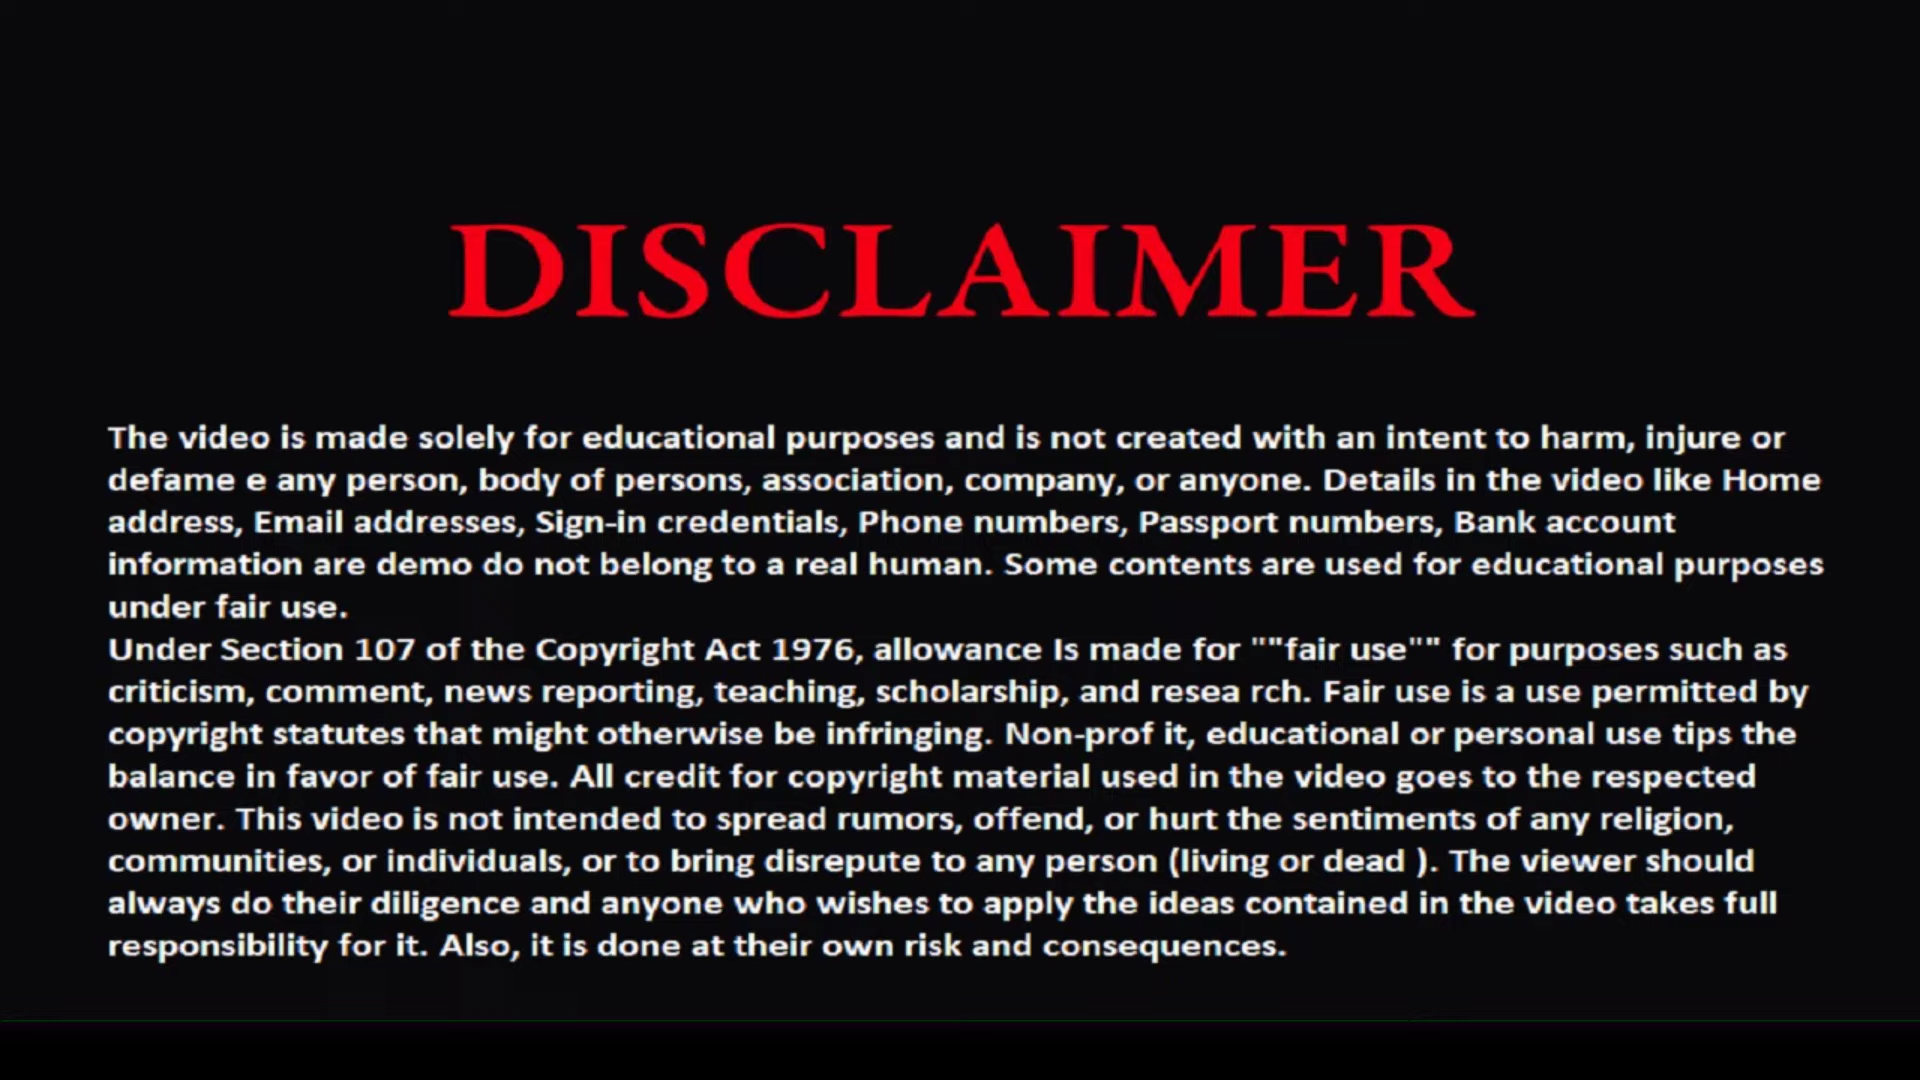 DISCLAIMER
The video is made solely for educational purposes and is not created with an intent to harm, injure or
defame e any person, body of persons, association, company, or anyone. Details in the video like Home
address, Email addresses, Sign-in credentials, Phone numbers, Passport numbers, Bank account
information are demo do not belong to a real human. Some contents are used for educational purposes
under fair use.
Under Section 107 of the Copyright Act 1976, allowance Is made for ""fair use"" for purposes such as
criticism, comment, news reporting, teaching, scholarship, and resea rch. Fair use is a use permitted by
copyright statutes that might otherwise be infringing. Non-prof it, educational or personal use tips the
balance in favor of fair use. All credit for copyright material used in the video goes to the respected
owner. This video is not intended to spread rumors, offend, or hurt the sentiments of any religion,
communities, or individuals, or to bring disrepute to any person (living or dead ). The viewer should
always do their diligence and anyone who wishes to apply the ideas contained in the video takes full
responsibility for it. Also, it is done at their own risk and consequences.